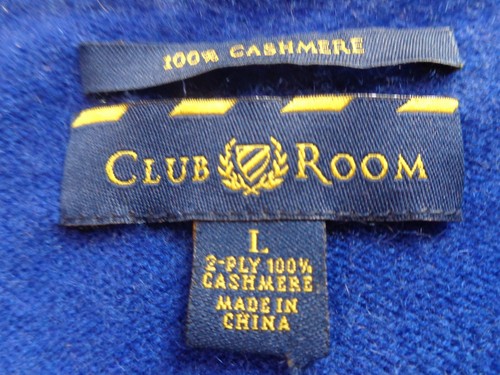 100% CASHMERE
CLUB ROOM
L
2-PLY 100%
CASHMERE
MADE IN
CHINA